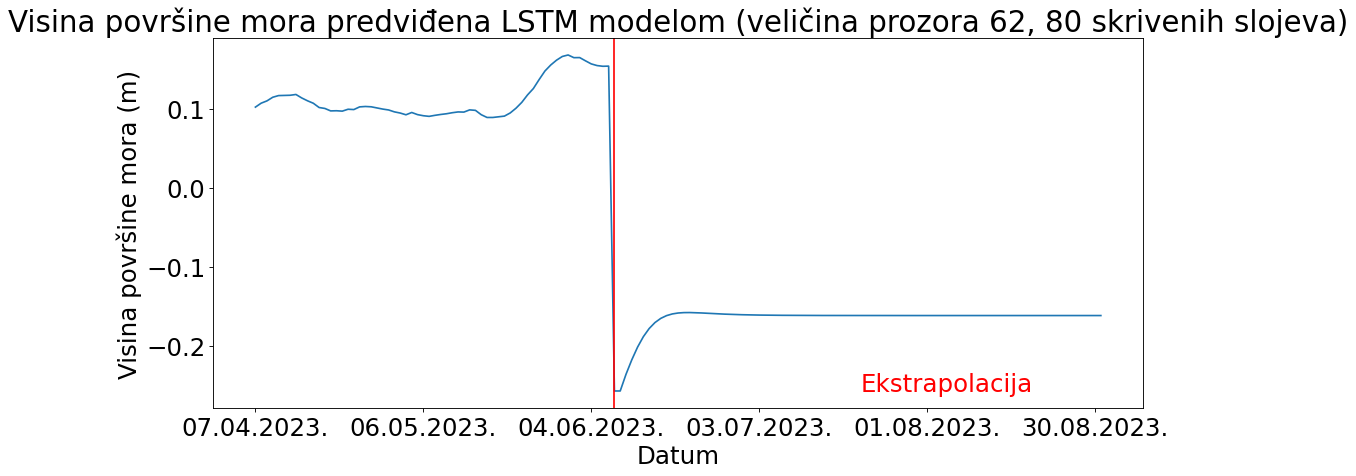 Visina površine mora predviđena LSTM modelom (veličina prozora 62, 80 skrivenih slojeva)
Visina površine mora (m)
0.1
0.0
−0.1
−0.2
Ekstrapolacija
07.04.2023. 06.05.2023. 04.06.2023. 03.07.2023. 01.08.2023. 30.08.2023.
Datum